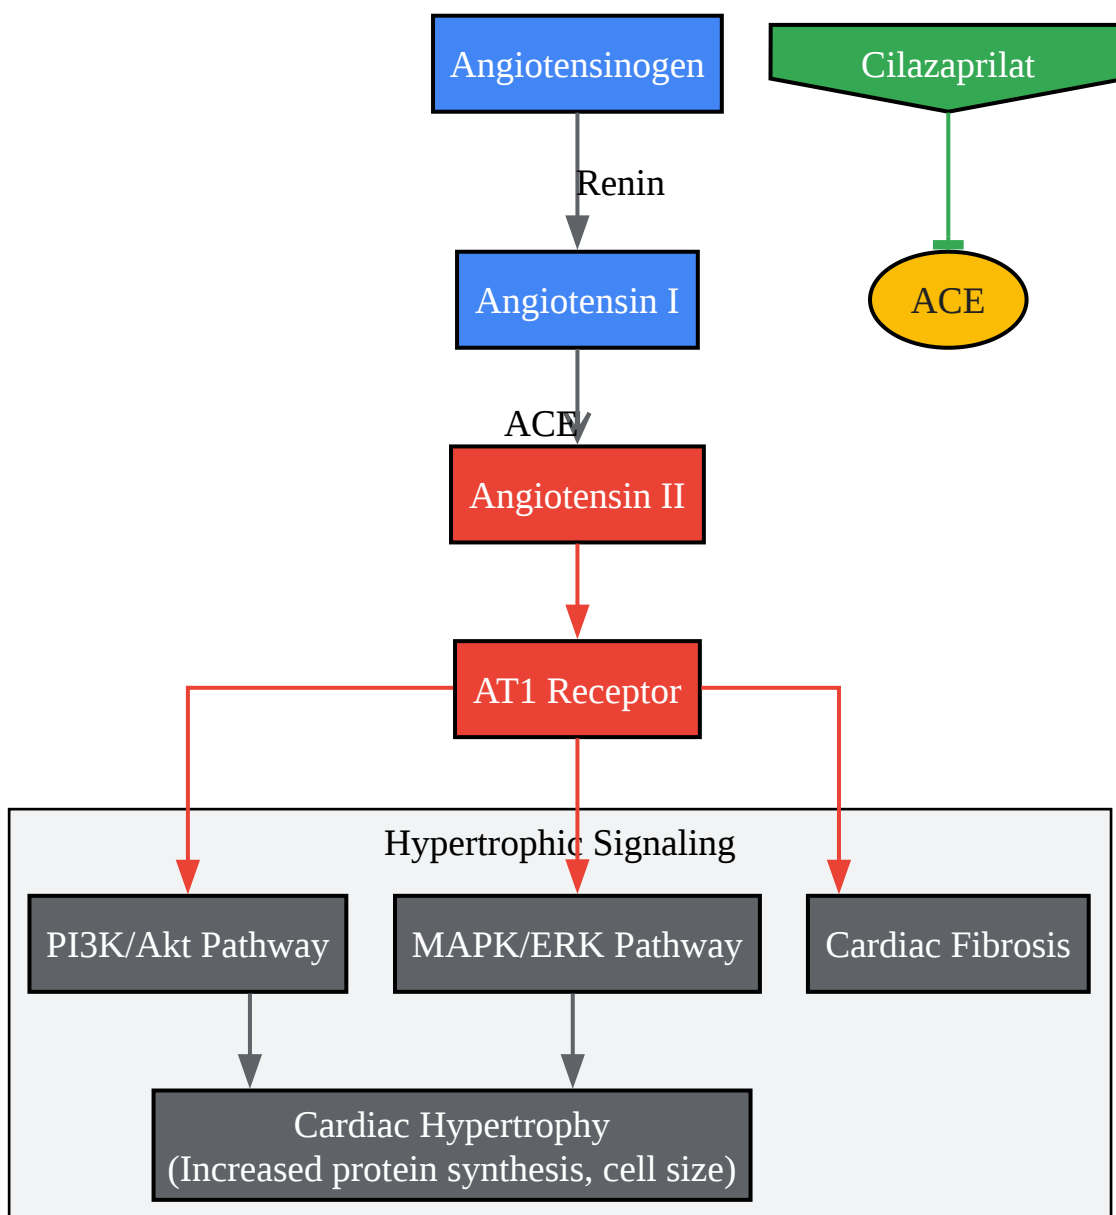 Angiotensinogen
Cilazaprilat
Renin
Angiotensin I
ACE
ACE
Angiotensin II
AT1 Receptor
Hypertrophic Signaling
PI3K/Akt Pathway
MAPK/ERK Pathway
Cardiac Fibrosis
Cardiac Hypertrophy
(Increased protein synthesis, cell size)